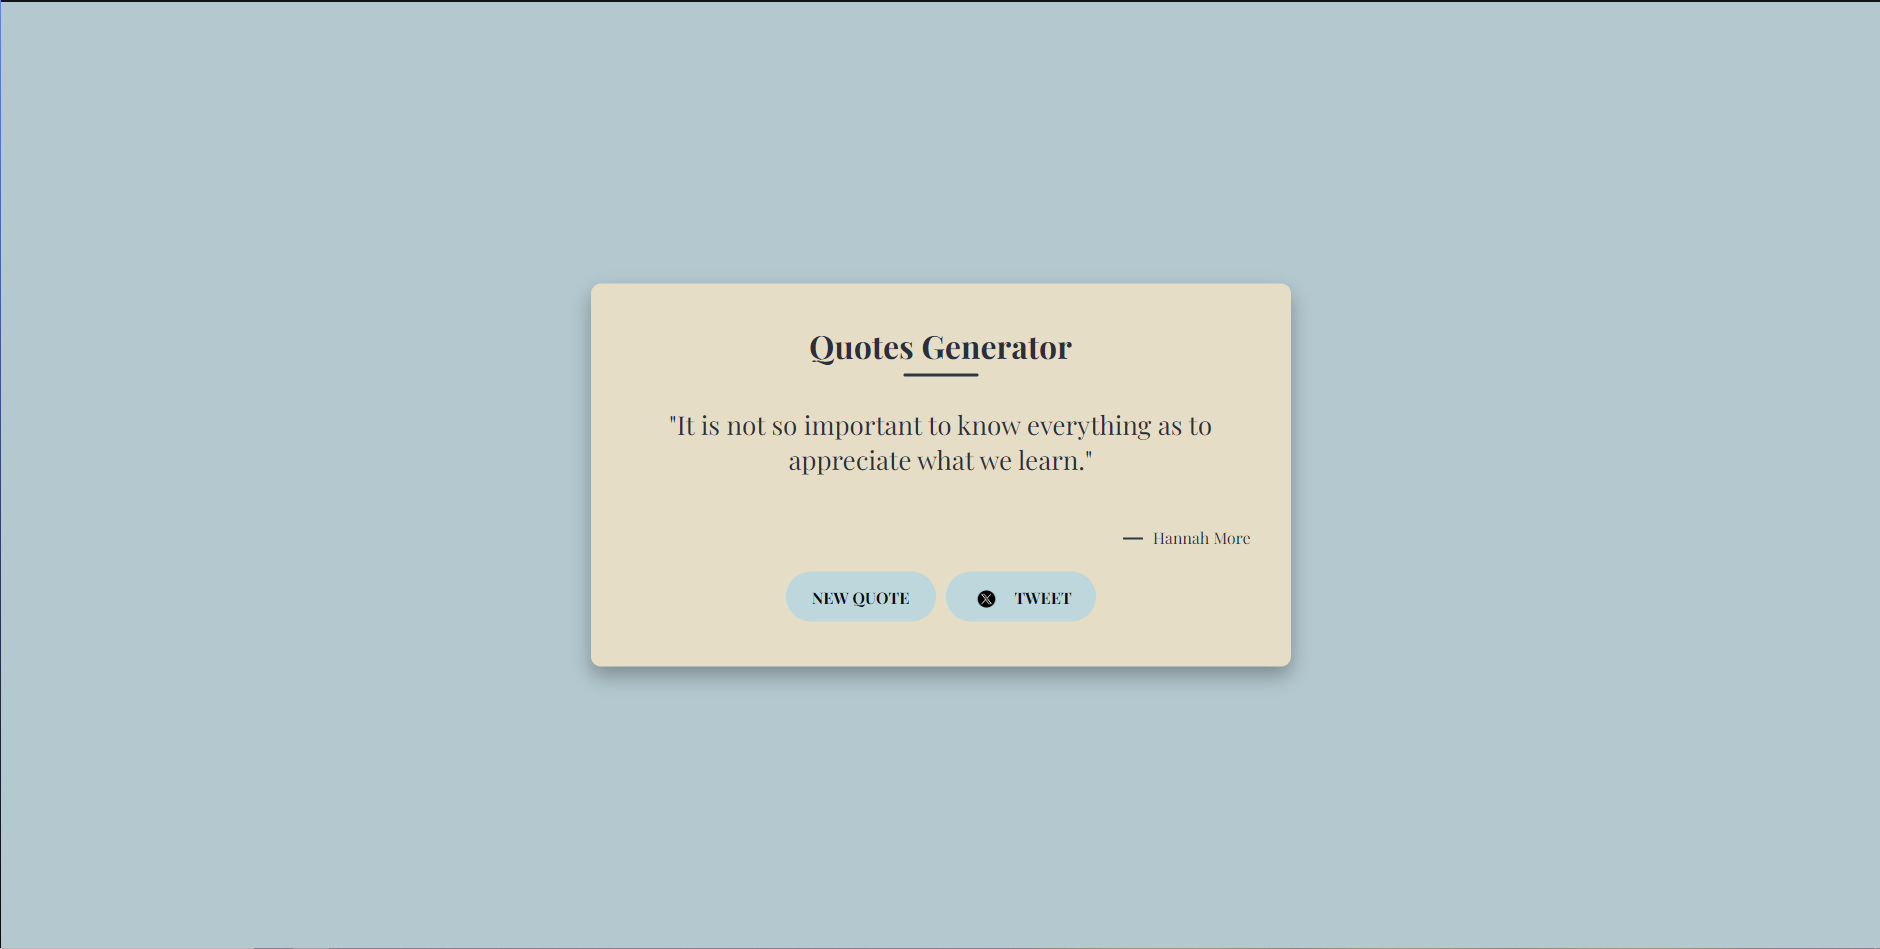 Quotes Generator
"It is not so important to know everything as to
appreciate what we learn."
— Hannah More
NEW QUOTE
TWEET